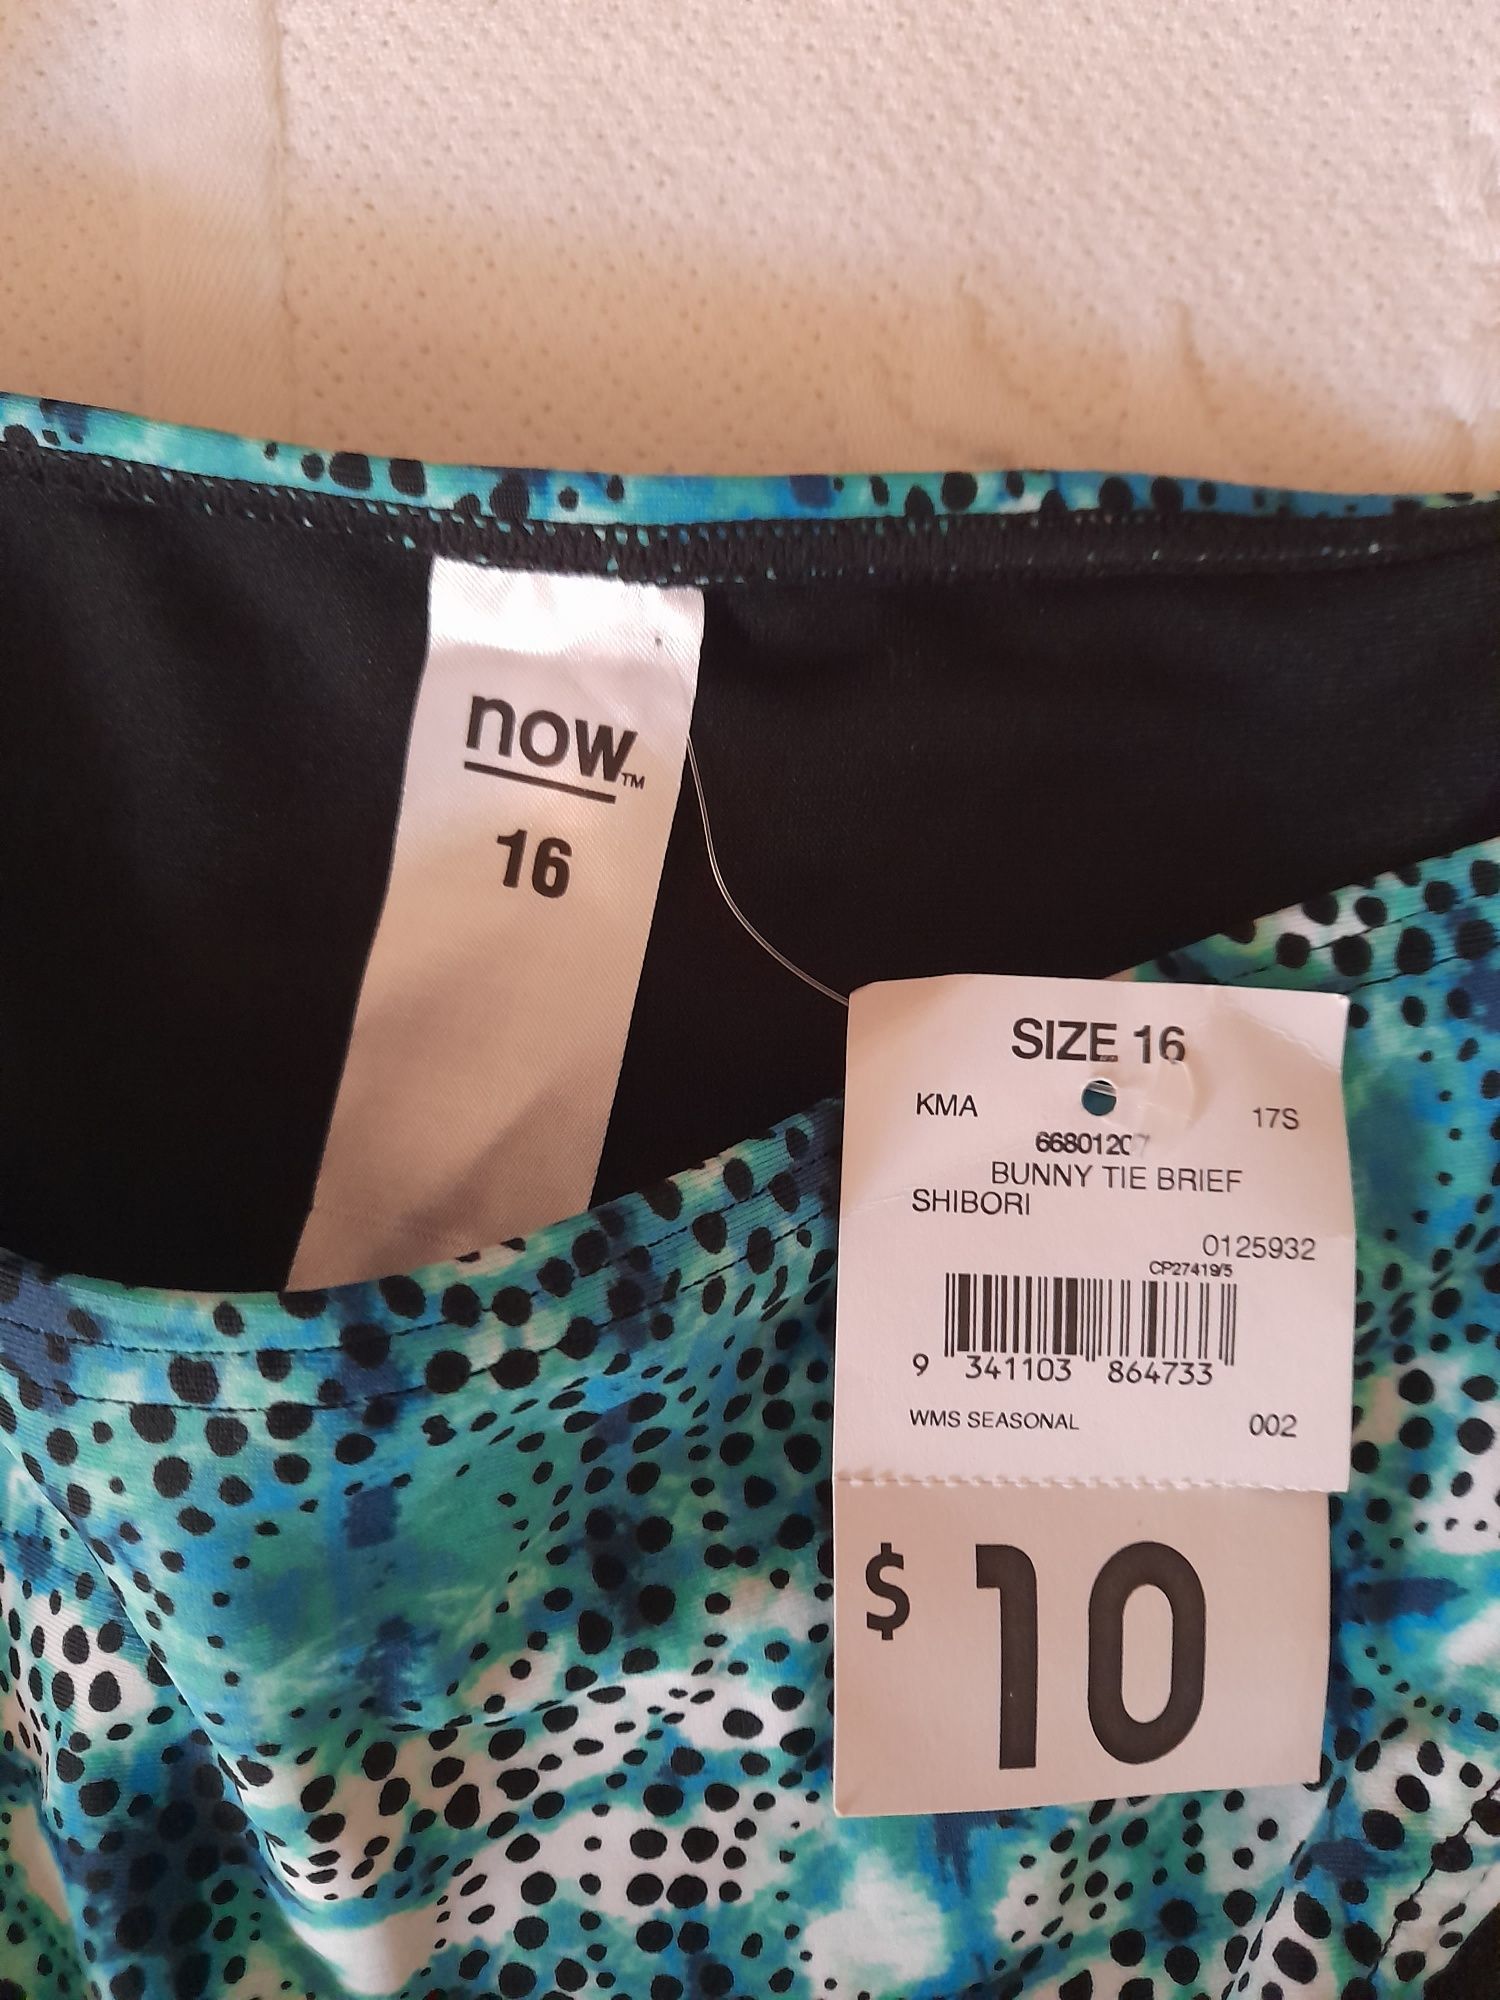 now™
16
SIZE 16
KMA 17S
66801207
BUNNY TIE BRIEF
SHIBORI
0125932
CP27419/5
9 341103 864733
WMS SEASONAL 002
$10